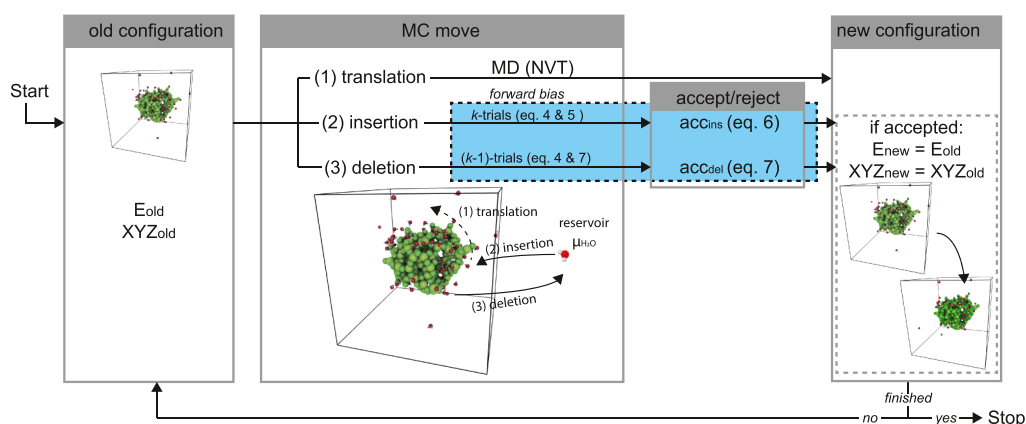 old configuration
MC move
new configuration
Start
(1) translation
MD (NVT)
forward bias
accept/reject
(2) insertion
k-trials (eq. 4 & 5 )
accins (eq. 6)
(3) deletion
(k-1)-trials (eq. 4 & 7)
accdel (eq. 7)
if accepted:
Enew = Eold
XYZnew = XYZold
Eold
XYZold
(1) translation
(2) insertion
(3) deletion
reservoir
μH₂O
finished
no
yes
Stop